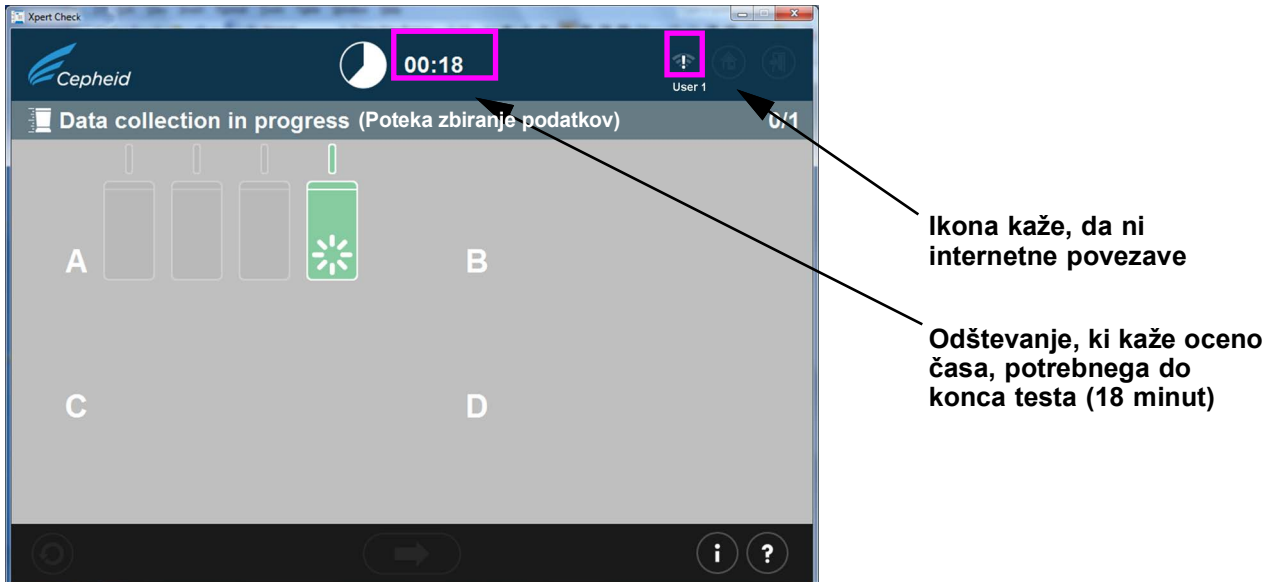 Xpert Check
Cepheid
00:18
User 1
Data collection in progress (Poteka zbiranje podatkov)
0/1
A
B
C
D
i
?
Ikona kaže, da ni
internetne povezave
Odštevanje, ki kaže oceno
časa, potrebnega do
konca testa (18 minut)